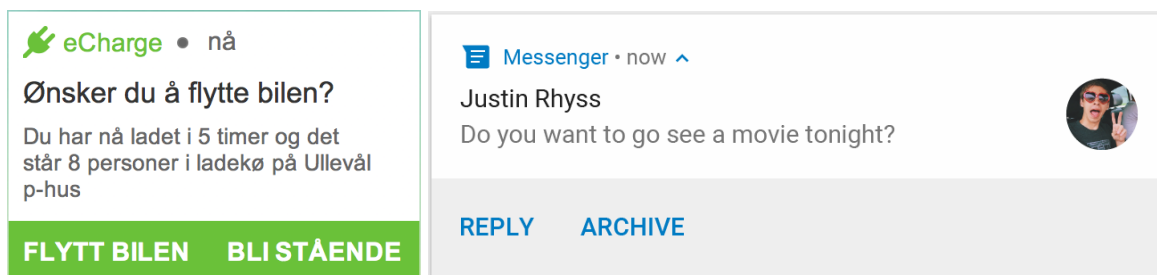 eCharge • nå
Ønsker du å flytte bilen?
Du har nå ladet i 5 timer og det
står 8 personer i ladekø på Ullevål
p-hus
FLYTT BILEN BLI STÅENDE
Messenger • now
Justin Rhyss
Do you want to go see a movie tonight?
REPLY ARCHIVE